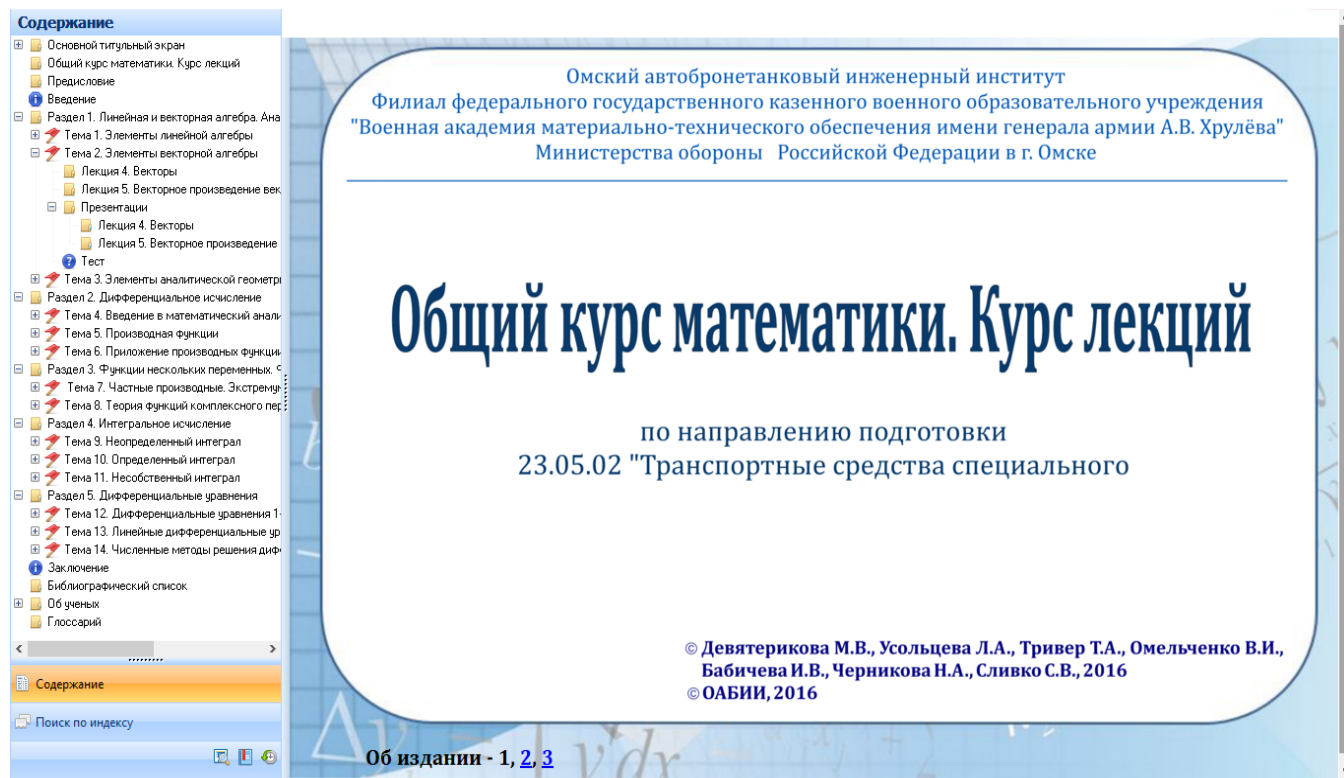 Содержание
Основной титульный экран
Общий курс математики. Курс лекций
Предисловие
Введение
Раздел 1. Линейная и векторная алгебра. Ана
Тема 1. Элементы линейной алгебры
Тема 2. Элементы векторной алгебры
Лекция 4. Векторы
Лекция 5. Векторное произведение век
Презентации
Лекция 4. Векторы
Лекция 5. Векторное произведение
Тест
Тема 3. Элементы аналитической геометри
Раздел 2. Дифференциальное исчисление
Тема 4. Введение в математический анали
Тема 5. Производная функции
Тема 6. Приложение производных функции
Раздел 3. Функции нескольких переменных.
Тема 7. Частные производные. Экстрему
Тема 8. Теория функций комплексного пер
Раздел 4. Интегральное исчисление
Тема 9. Неопределенный интеграл
Тема 10. Определенный интеграл
Тема 11. Несобственный интеграл
Раздел 5. Дифференциальные уравнения
Тема 12. Дифференциальные уравнения 1-
Тема 13. Линейные дифференциальные ур
Тема 14. Численные методы решения диф
Заключение
Библиографический список
Об ученых
Глоссарий
Содержание
Поиск по индексу
Омский автобронетанковый инженерный институт
Филиал федерального государственного казенного военного образовательного учреждения
"Военная академия материально-технического обеспечения имени генерала армии А.В. Хрулёва"
Министерства обороны Российской Федерации в г. Омске
Общий курс математики. Курс лекций
по направлению подготовки
23.05.02 "Транспортные средства специального
© Девятерикова М.В., Усольцева Л.А., Тривер Т.А., Омельченко В.И.,
Бабичева И.В., Черникова Н.А., Сливко С.В., 2016
© ОАБИИ, 2016
Об издании - 1, 2, 3